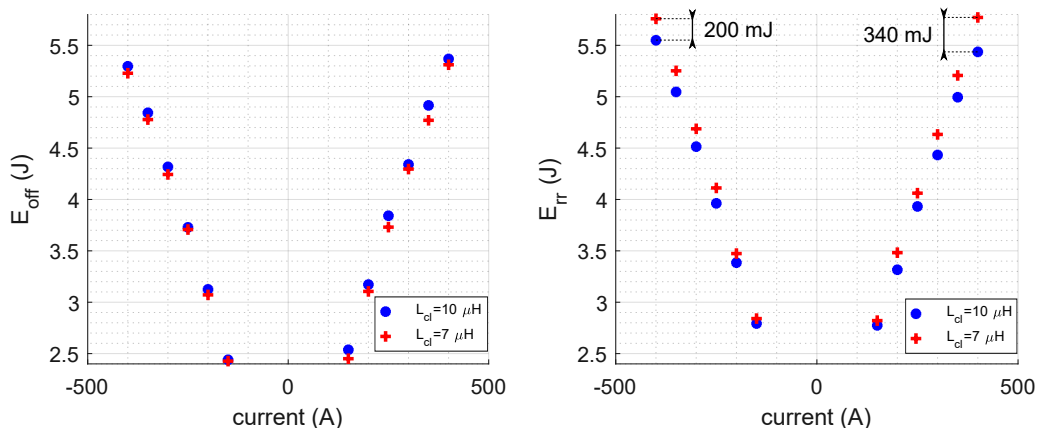 5.5
5
4.5
4
3.5
3
2.5
E_off (J)
-500
0
500
current (A)
L_cl=10 μH
L_cl=7 μH
200 mJ
340 mJ
5.5
5
4.5
4
3.5
3
2.5
E_rr (J)
-500
0
500
current (A)
L_cl=10 μH
L_cl=7 μH